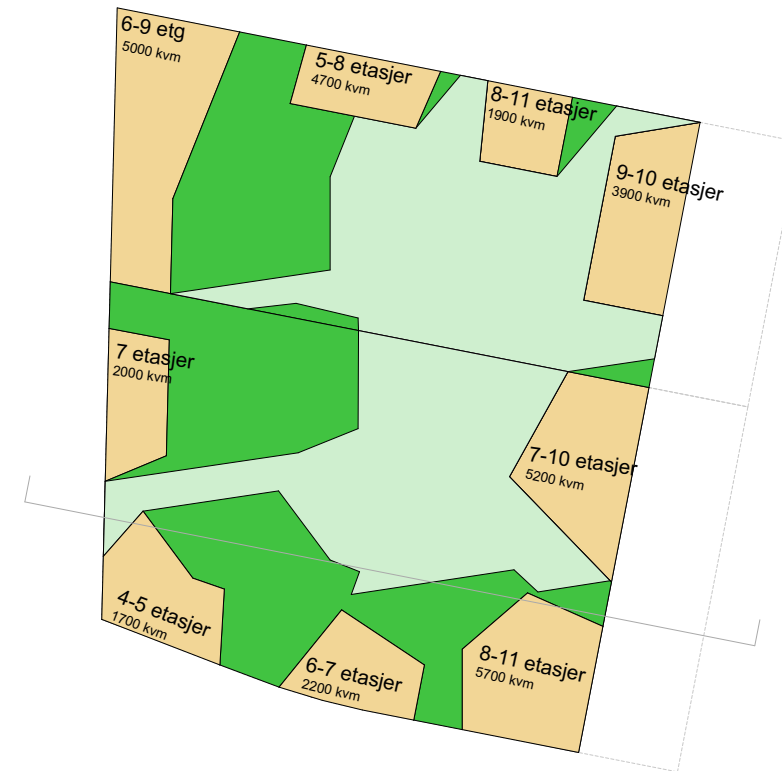 6-9 etg
5000 kvm
5-8 etasjer
4700 kvm
8-11 etasjer
1900 kvm
9-10 etasjer
3900 kvm
7 etasjer
2000 kvm
7-10 etasjer
5200 kvm
4-5 etasjer
1700 kvm
6-7 etasjer
2200 kvm
8-11 etasjer
5700 kvm